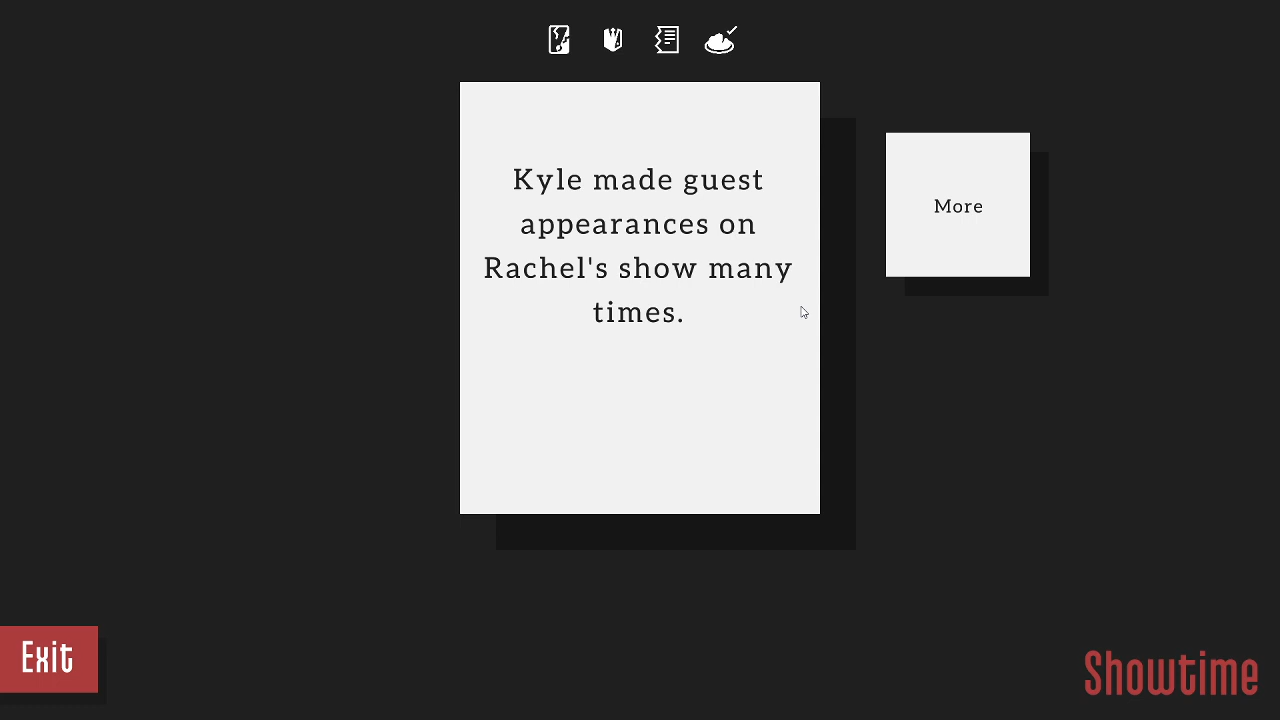 Kyle made guest
appearances on
Rachel's show many
times.
More
Exit
Showtime